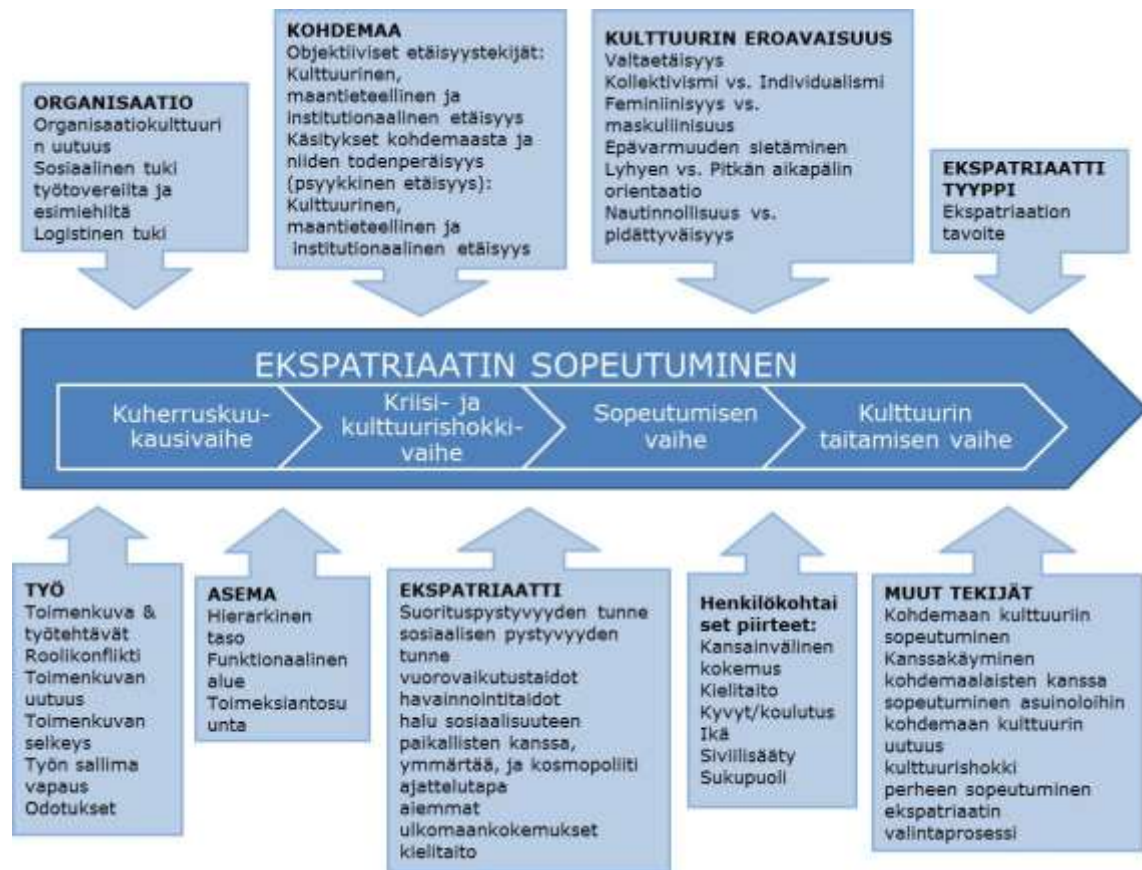 ORGANISAATIO
Organisaatiokulttuuri
n uutuus
Sosiaalinen tuki
työtovereilta ja
esimiehiltä
Logistinen tuki
KOHDEMAA
Objektiiviset etäisyystekijät:
Kulttuurinen,
maantieteellinen ja
institutionaalinen etäisyys
Käsitykset kohdemaasta ja
niiden todenperäisyys
(psyykkinen etäisyys):
Kulttuurinen,
maantieteellinen ja
institutionaalinen etäisyys
KULTTUURIN EROAVAISUUS
Valtaetäisyys
Kollektivismi vs. Individualismi
Feminiinisyys vs.
maskuliinisuus
Epävarmuuden sietäminen
Lyhyen vs. Pitkän aikapälin
orientaatio
Nautinnollisuus vs.
pidättyväisyys
EKSPATRIAATTI
TYYPPI
Ekspatriaation
tavoite
EKSPATRIAATIN SOPEUTUMINEN
Kuherruskuu-
kausivaihe
Kriisi- ja
kulttuurishokki-
vaihe
Sopeutumisen
vaihe
Kulttuurin
taitamisen vaihe
TYÖ
Toimenkuva &
työtehtävät
Roolikonflikti
Toimenkuvan
uutuus
Toimenkuvan
selkeys
Työn sallima
vapaus
Odotukset
ASEMA
Hierarkinen
taso
Funktionaalinen
alue
Toimeksiantosu
unta
EKSPATRIAATTI
Suorituspystyvyyden tunne
sosiaalisen pystyvyyden
tunne
vuorovaikutustaidot
havainnointitaidot
halu sosiaalisuuteen
paikallisten kanssa,
ymmärtää, ja kosmopoliiti
ajattelutapa
aiemmat
ulkomaankokemukset
kielitaito
Henkilökohtai
set piirteet:
Kansainvälinen
kokemus
Kielitaito
Kyvyt/koulutus
Ikä
Siviilisääty
Sukupuoli
MUUT TEKIJÄT
Kohdemaan kulttuuriin
sopeutuminen
Kanssakäyminen
kohdemaalaisten kanssa
sopeutuminen asuinoloihin
kohdemaan kulttuurin
uutuus
kulttuurishokki
perheen sopeutuminen
ekspatriaatin
valintaprosessi